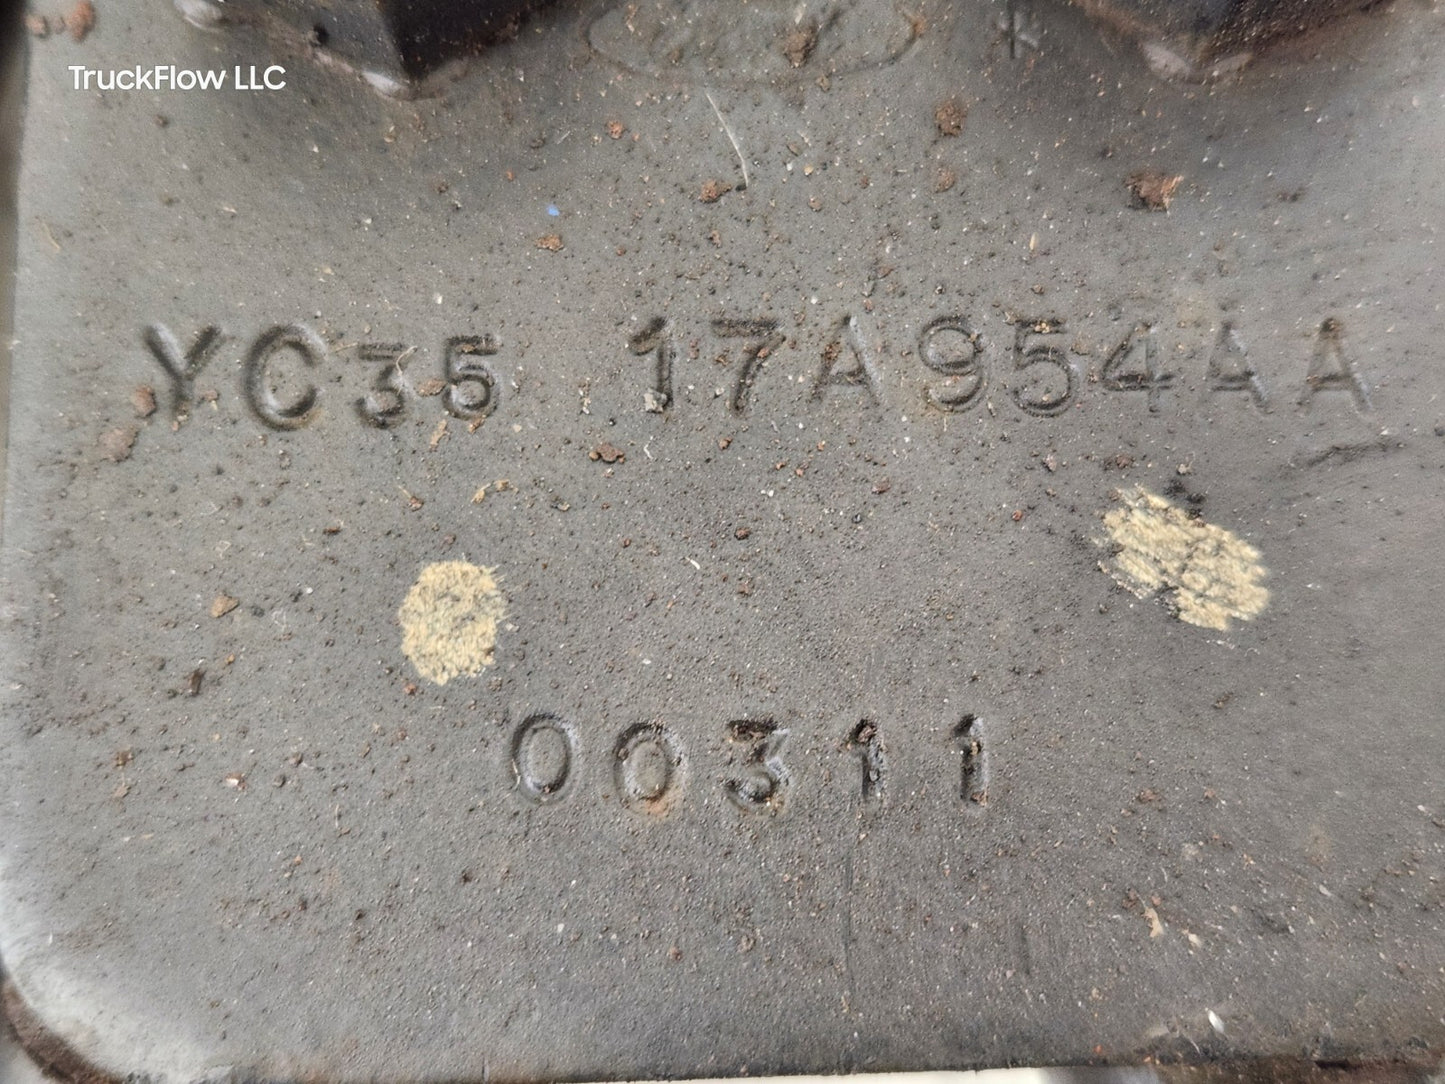 TruckFlow LLC
YC35 17A954AA
00311